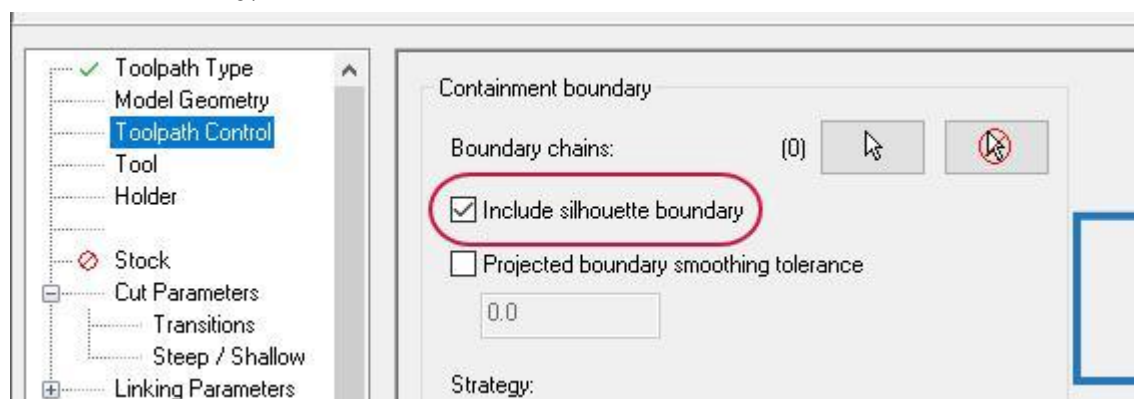 Toolpath Type
Model Geometry
Toolpath Control
Tool
Holder
Stock
Cut Parameters
Transitions
Steep / Shallow
Linking Parameters
Containment boundary
Boundary chains: (0)
Include silhouette boundary
Projected boundary smoothing tolerance
0.0
Strategy: